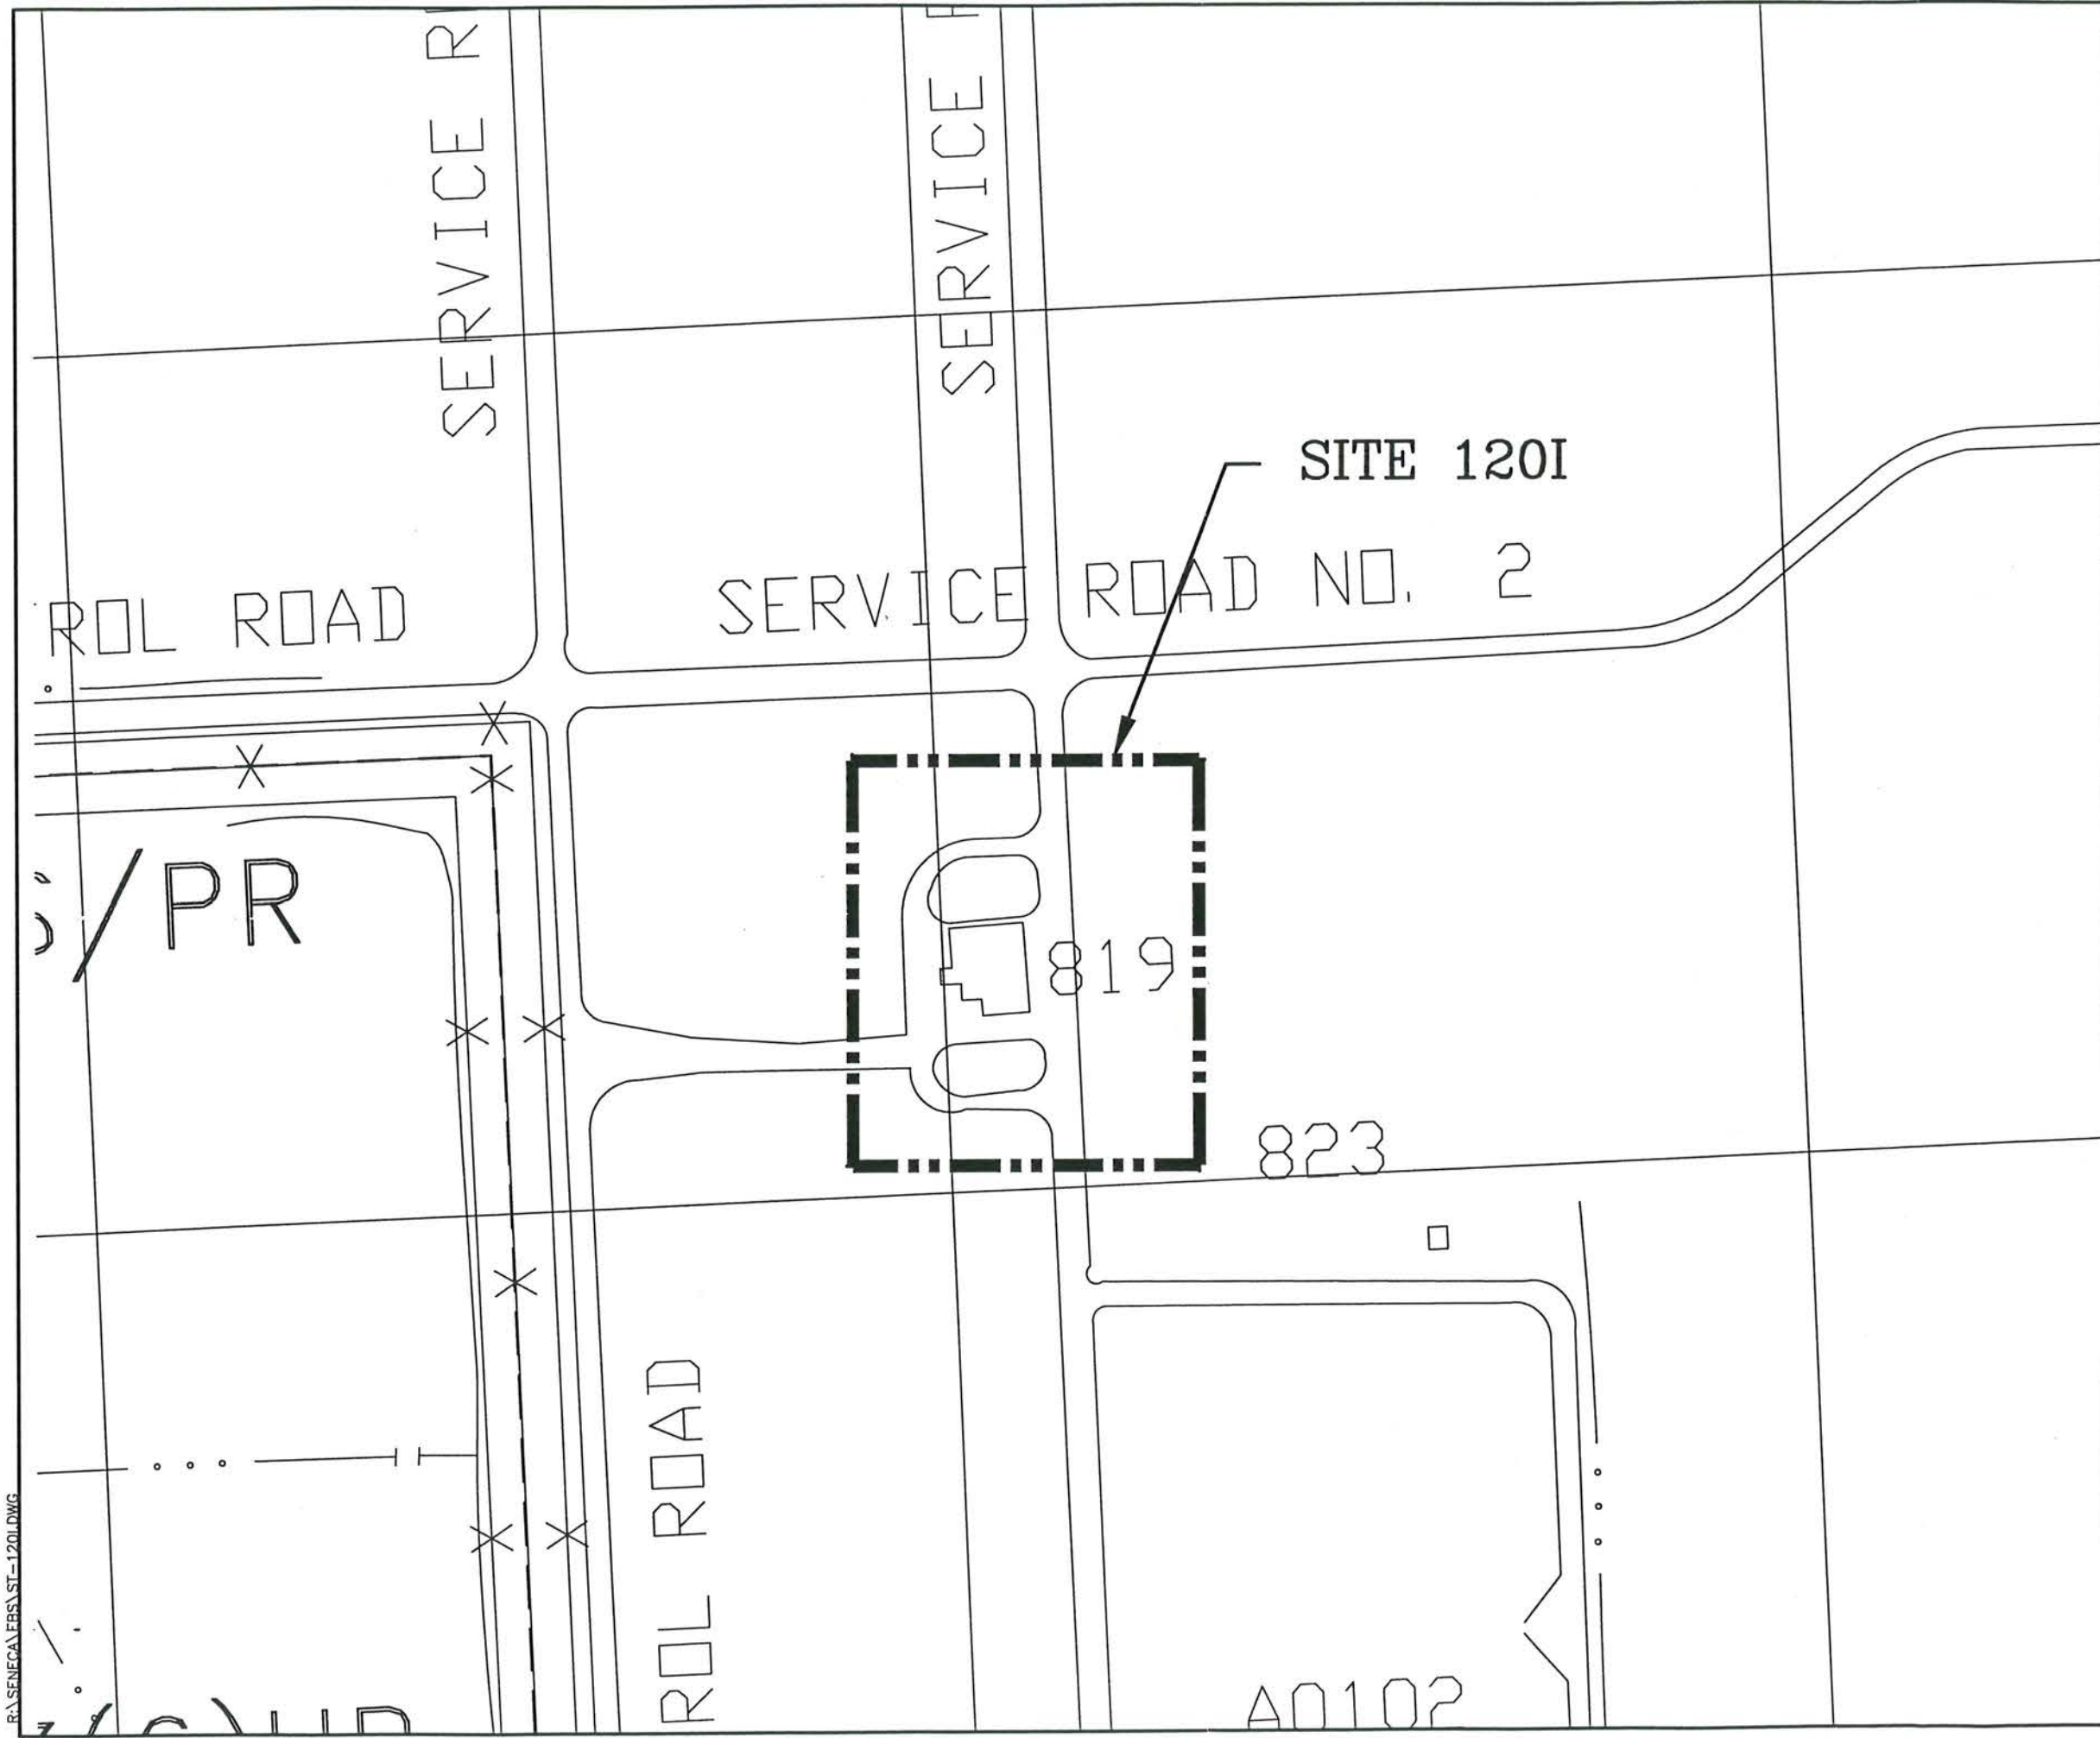 SERVICE R
SERVICE
SITE 120I
ROL ROAD
SERVICE ROAD NO. 2
/PR
819
823
ROL ROAD
A010
R:\SENECA\EBS\ST-120I.DWG